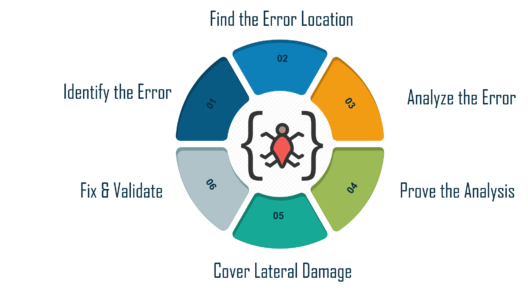 Find the Error Location
02
Identify the Error
01
03
Analyze the Error
{ }
Fix & Validate
06
04
Prove the Analysis
05
Cover Lateral Damage